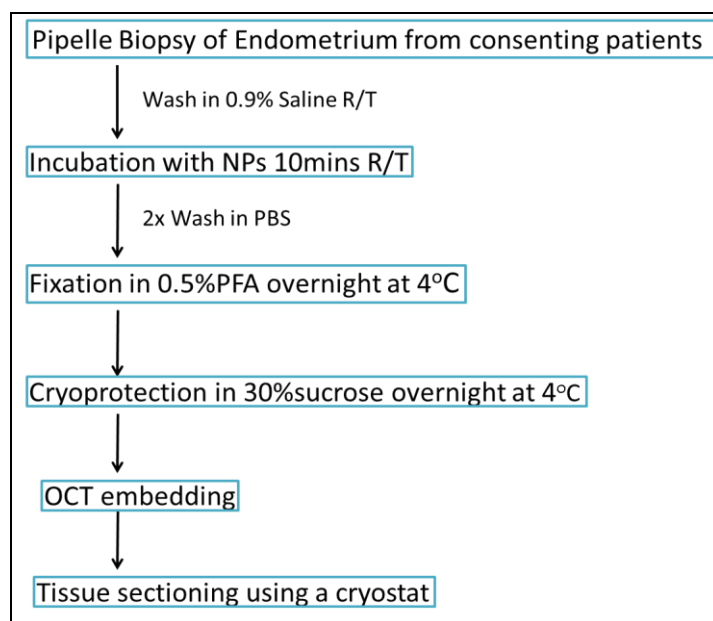 Pipelle Biopsy of Endometrium from consenting patients
Wash in 0.9% Saline R/T
Incubation with NPs 10mins R/T
2x Wash in PBS
Fixation in 0.5%PFA overnight at 4°C
Cryoprotection in 30%sucrose overnight at 4°C
OCT embedding
Tissue sectioning using a cryostat